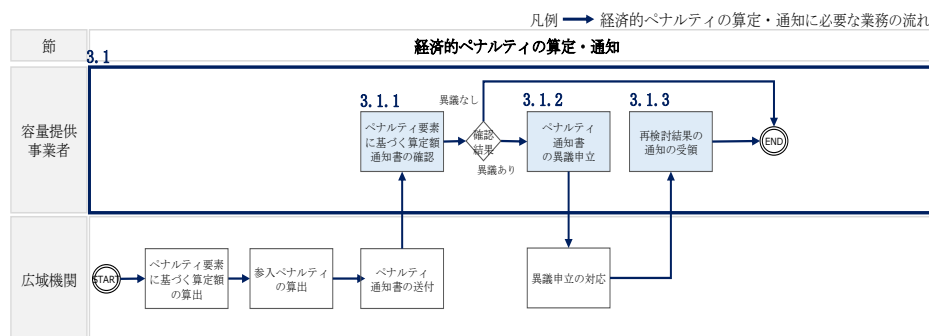 凡例 経済的ペナルティの算定・通知に必要な業務の流れ
節
経済的ペナルティの算定・通知
3.1
容量提供
事業者
3.1.1
ペナルティ要素
に基づく算定額
通知書の確認
異議なし
確認
結果
異議あり
3.1.2
ペナルティ
通知書
の異議申立
3.1.3
再検討結果の
通知の受領
END
広域機関
START
ペナルティ要素
に基づく算定額
の算出
参入ペナルティ
の算出
ペナルティ
通知書の送付
異議申立の対応